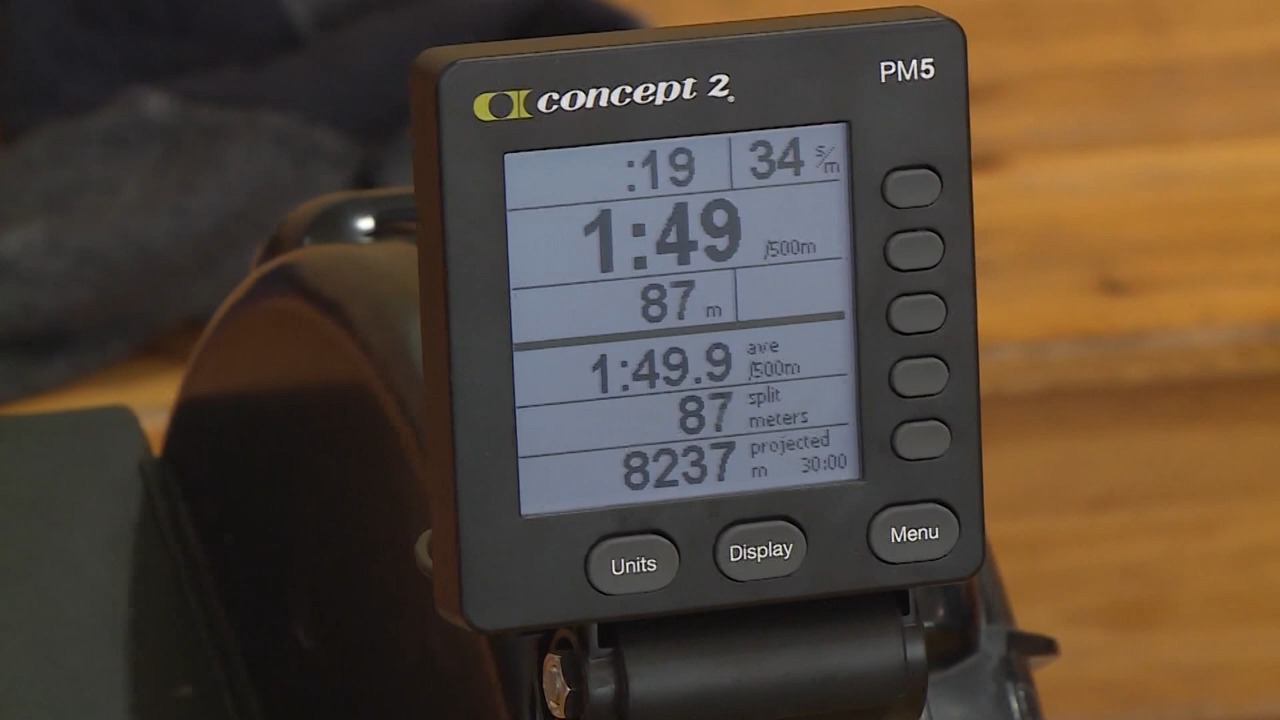 concept 2.
PM5
:19 34 s/m
1:49 /500m
87 m
1:49.9 ave /500m
87 split meters
8237 projected m 30:00
Units Display Menu